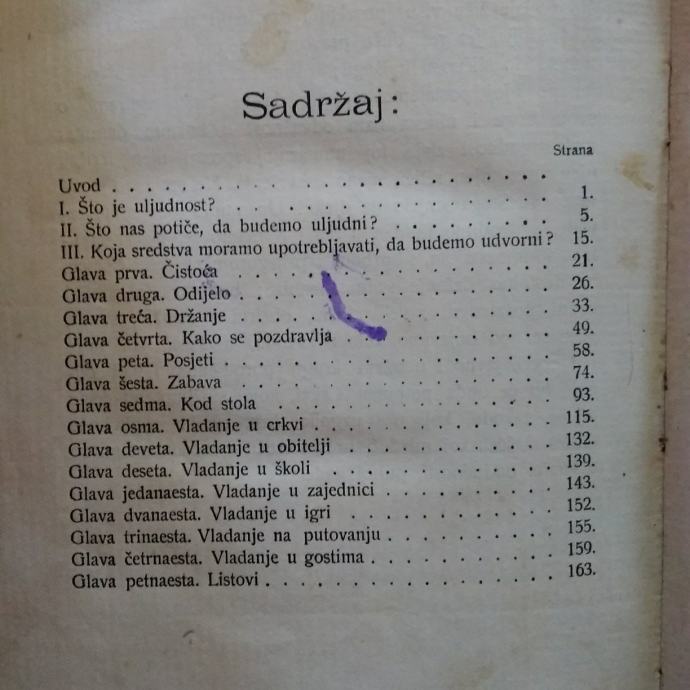 Sadržaj:
Strana
Uvod . . . . . . . . . . . . . . . . . . . .
I. Što je uljudnost? . . . . . . . . . . . . . . 1.
II. Što nas potiče, da budemo uljudni? . . . . . . . . 5.
III. Koja sredstva moramo upotrebljavati, da budemo udvorni? 15.
Glava prva. Čistoća . . . . . . . . . . . . . . 21.
Glava druga. Odijelo . . . . . . . . . . . . . . 26.
Glava treća. Držanje . . . . . . . . . . . . . . 33.
Glava četvrta. Kako se pozdravlja . . . . . . . . . . 49.
Glava peta. Posjeti . . . . . . . . . . . . . . . 58.
Glava šesta. Zabava . . . . . . . . . . . . . . 74.
Glava sedma. Kod stola . . . . . . . . . . . . . 93.
Glava osma. Vladanje u crkvi . . . . . . . . . . . 115.
Glava deveta. Vladanje u obitelji . . . . . . . . . . 132.
Glava deseta. Vladanje u školi . . . . . . . . . . 139.
Glava jedanaesta. Vladanje u zajednici . . . . . . . . 143.
Glava dvanaesta. Vladanje u igri . . . . . . . . . . 152.
Glava trinaesta. Vladanje na putovanju . . . . . . . . 155.
Glava četrnaesta. Vladanje u gostima . . . . . . . . 159.
Glava petnaesta. Listovi . . . . . . . . . . . . . 163.